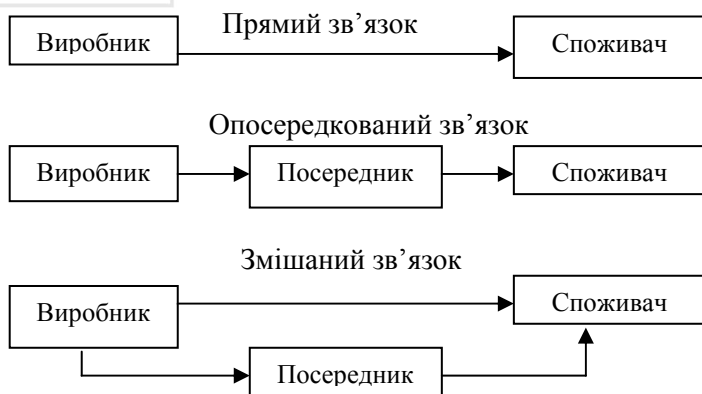 Прямий зв’язок
Виробник
Споживач
Опосередкований зв’язок
Виробник
Посередник
Споживач
Змішаний зв’язок
Виробник
Споживач
Посередник